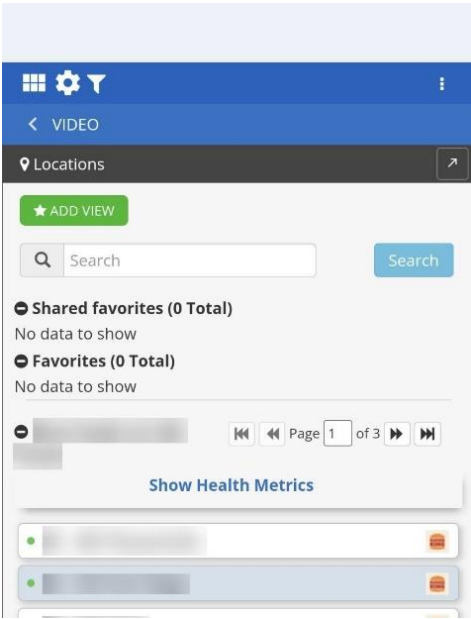 VIDEO
Locations
ADD VIEW
Search Search
Shared favorites (0 Total)
No data to show
Favorites (0 Total)
No data to show
Page 1 of 3
Show Health Metrics